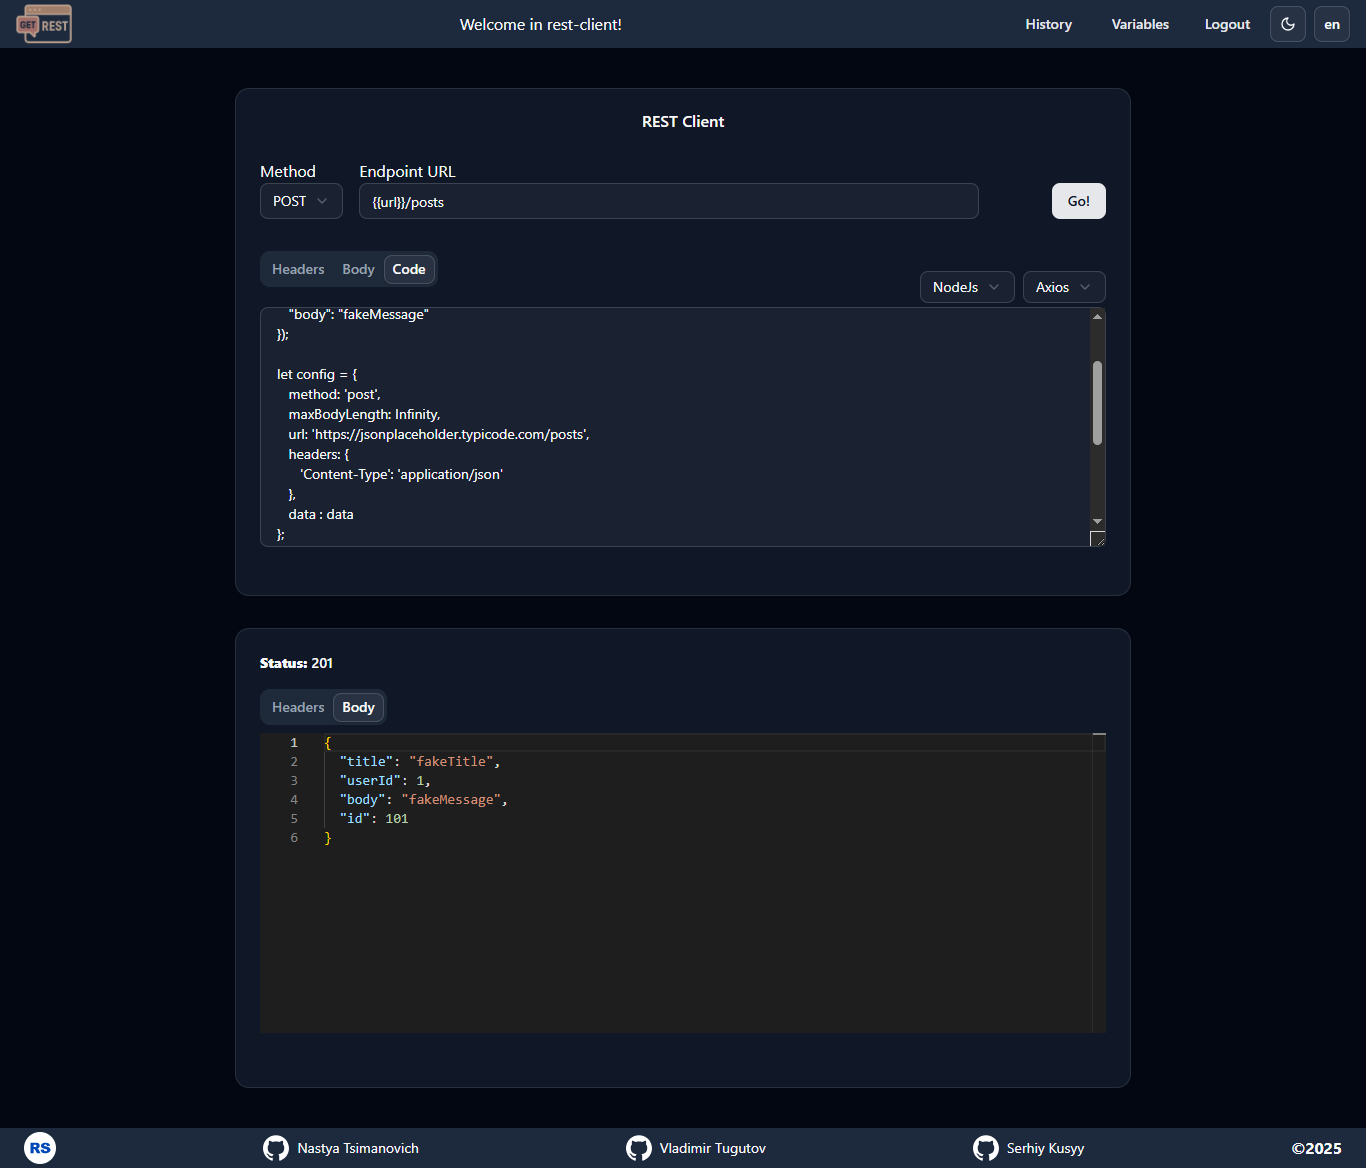 GET REST
Welcome in rest-client!
History
Variables
Logout
en
REST Client
Method
Endpoint URL
POST
{{url}}/posts
Go!
Headers
Body
Code
NodeJs
Axios
"body": "fakeMessage"
});
let config = {
method: 'post',
maxBodyLength: Infinity,
url: 'https://jsonplaceholder.typicode.com/posts',
headers: {
'Content-Type': 'application/json'
},
data : data
};
Status: 201
Headers
Body
1 {
2 "title": "fakeTitle",
3 "userId": 1,
4 "body": "fakeMessage",
5 "id": 101
6 }
RS
Nastya Tsimanovich
Vladimir Tugutov
Serhiy Kusyy
©2025